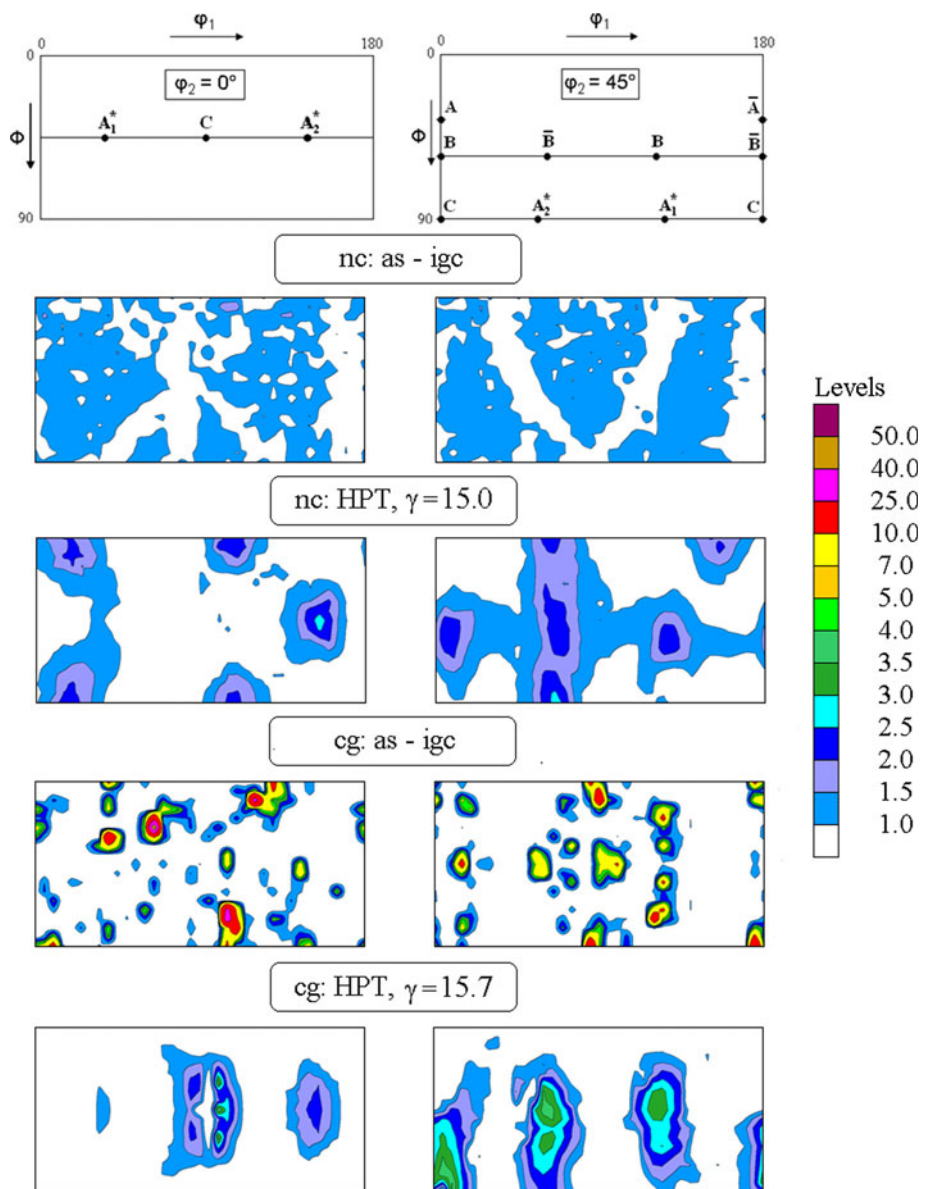 φ1 φ1
0 180 0 180
0 0
φ2 = 0° φ2 = 45°
A A̅
A1* C A2*
Φ Φ
B B̅ B B̅
C A2* A1* C
90 90
nc: as - igc
Levels
50.0
40.0
25.0
10.0
7.0
5.0
4.0
3.5
3.0
2.5
2.0
1.5
1.0
nc: HPT, γ = 15.0
cg: as - igc
cg: HPT, γ = 15.7